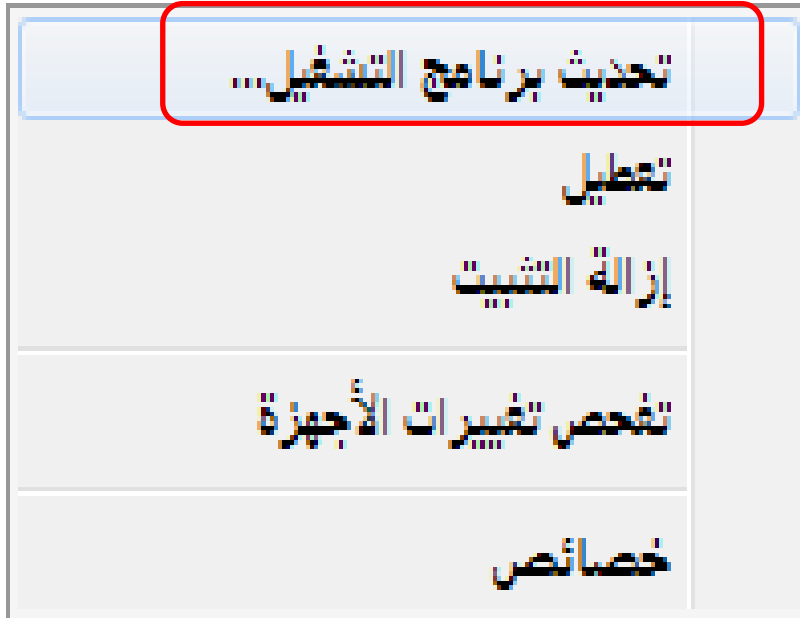 تحديث برنامج التشغيل...
تعطيل
إزالة التثبيت
تفحص تغييرات الأجهزة
خصائص